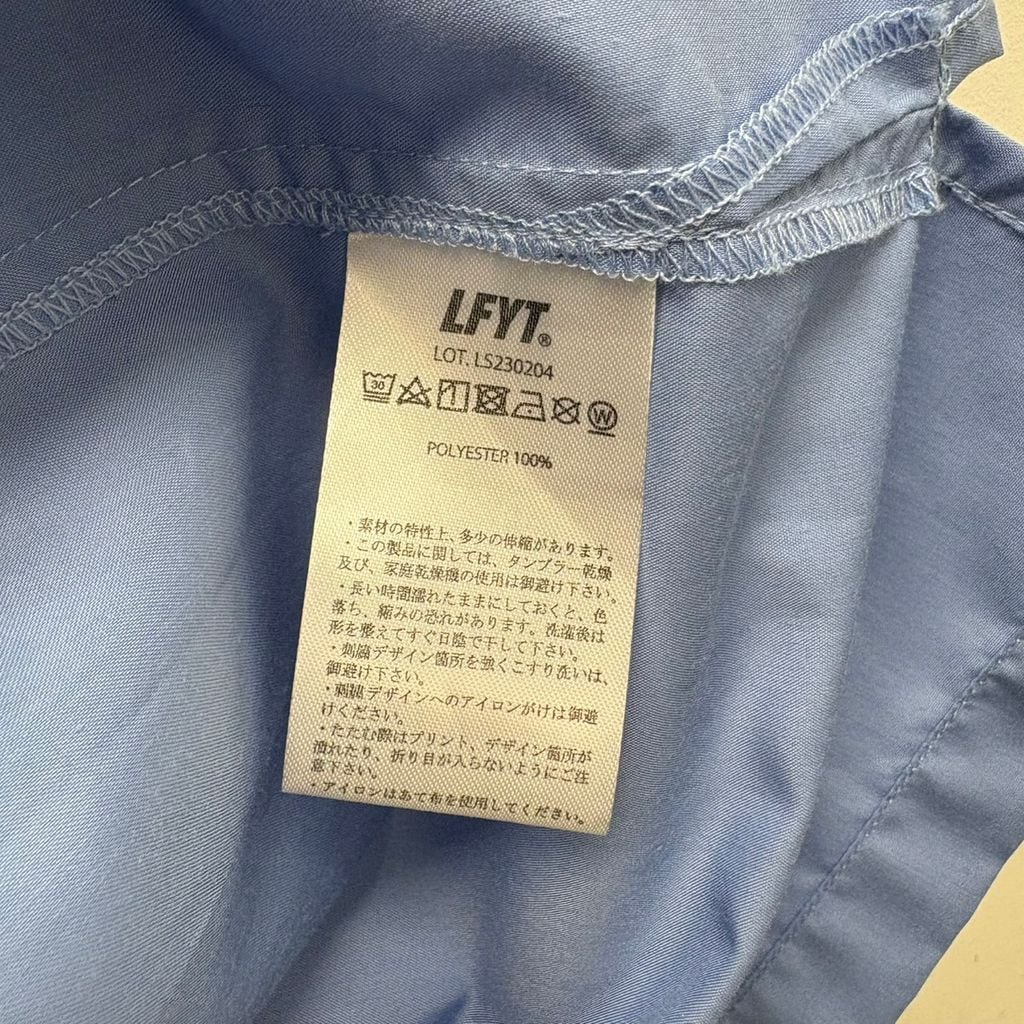 LFYT®
LOT. LS230204
30 W
POLYESTER 100%
・素材の特性上、多少の伸縮があります。
・この製品に関しては、タンブラー乾燥
及び、家庭乾燥機の使用は御避け下さい。
・長い時間濡れたままにしておくと、色
落ち、縮みの恐れがあります。洗濯後は
形を整えてすぐ日陰で干して下さい。
・刺繍デザイン箇所を強くこすり洗いは、
御避け下さい。
・刺繍デザインへのアイロンがけは御避
けください。
・たたむ際はプリント、デザイン箇所が
潰れたり、折り目が入らないようにご注
意下さい。
・アイロンはあて布を使用してください。